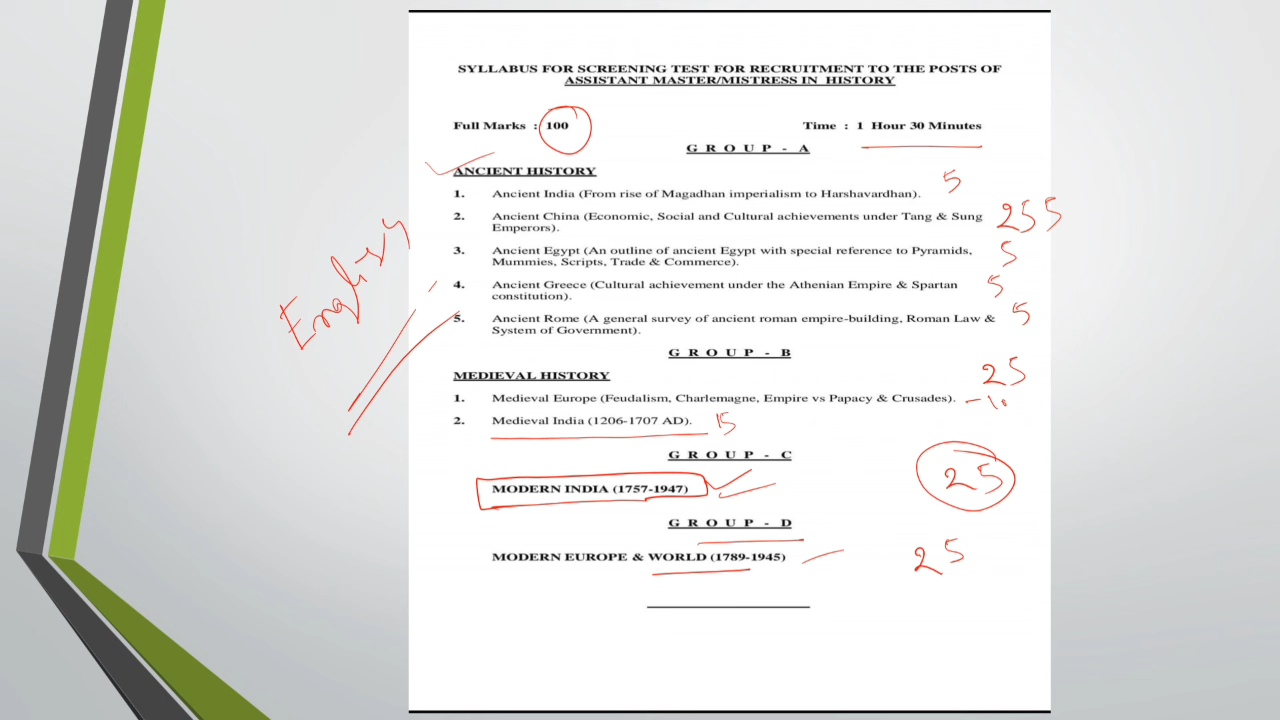 SYLLABUS FOR SCREENING TEST FOR RECRUITMENT TO THE POSTS OF
ASSISTANT MASTER/MISTRESS IN HISTORY
Full Marks : 100
Time : 1 Hour 30 Minutes
GROUP - A
ANCIENT HISTORY
1. Ancient India (From rise of Magadhan imperialism to Harshavardhan). 5
2. Ancient China (Economic, Social and Cultural achievements under Tang & Sung 25 5
Emperors).
3. Ancient Egypt (An outline of ancient Egypt with special reference to Pyramids, 5
Mummies, Scripts, Trade & Commerce).
4. Ancient Greece (Cultural achievement under the Athenian Empire & Spartan 5
constitution).
English
5. Ancient Rome (A general survey of ancient roman empire-building, Roman Law & 5
System of Government).
GROUP - B
MEDIEVAL HISTORY 25
1. Medieval Europe (Feudalism, Charlemagne, Empire vs Papacy & Crusades). -10
2. Medieval India (1206-1707 AD). 15
GROUP - C
MODERN INDIA (1757-1947) 25
GROUP - D
MODERN EUROPE & WORLD (1789-1945) 25